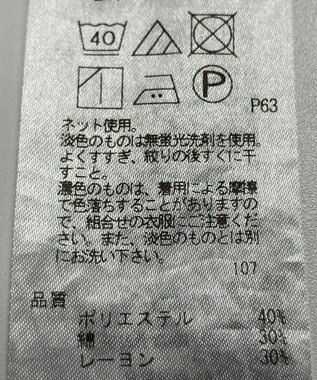 40
P
P63
ネット使用。
淡色のものは無蛍光洗剤を使用。
よくすすぎ、絞りの後すぐに干
すこと。
濃色のものは、着用による摩擦
で色落ちすることがありますの
で、組合せの衣服にご注意くださ
い。また、淡色のものとは別
にお洗い下さい。
107
品質
ポリエステル 40%
綿 30%
レーヨン 30%